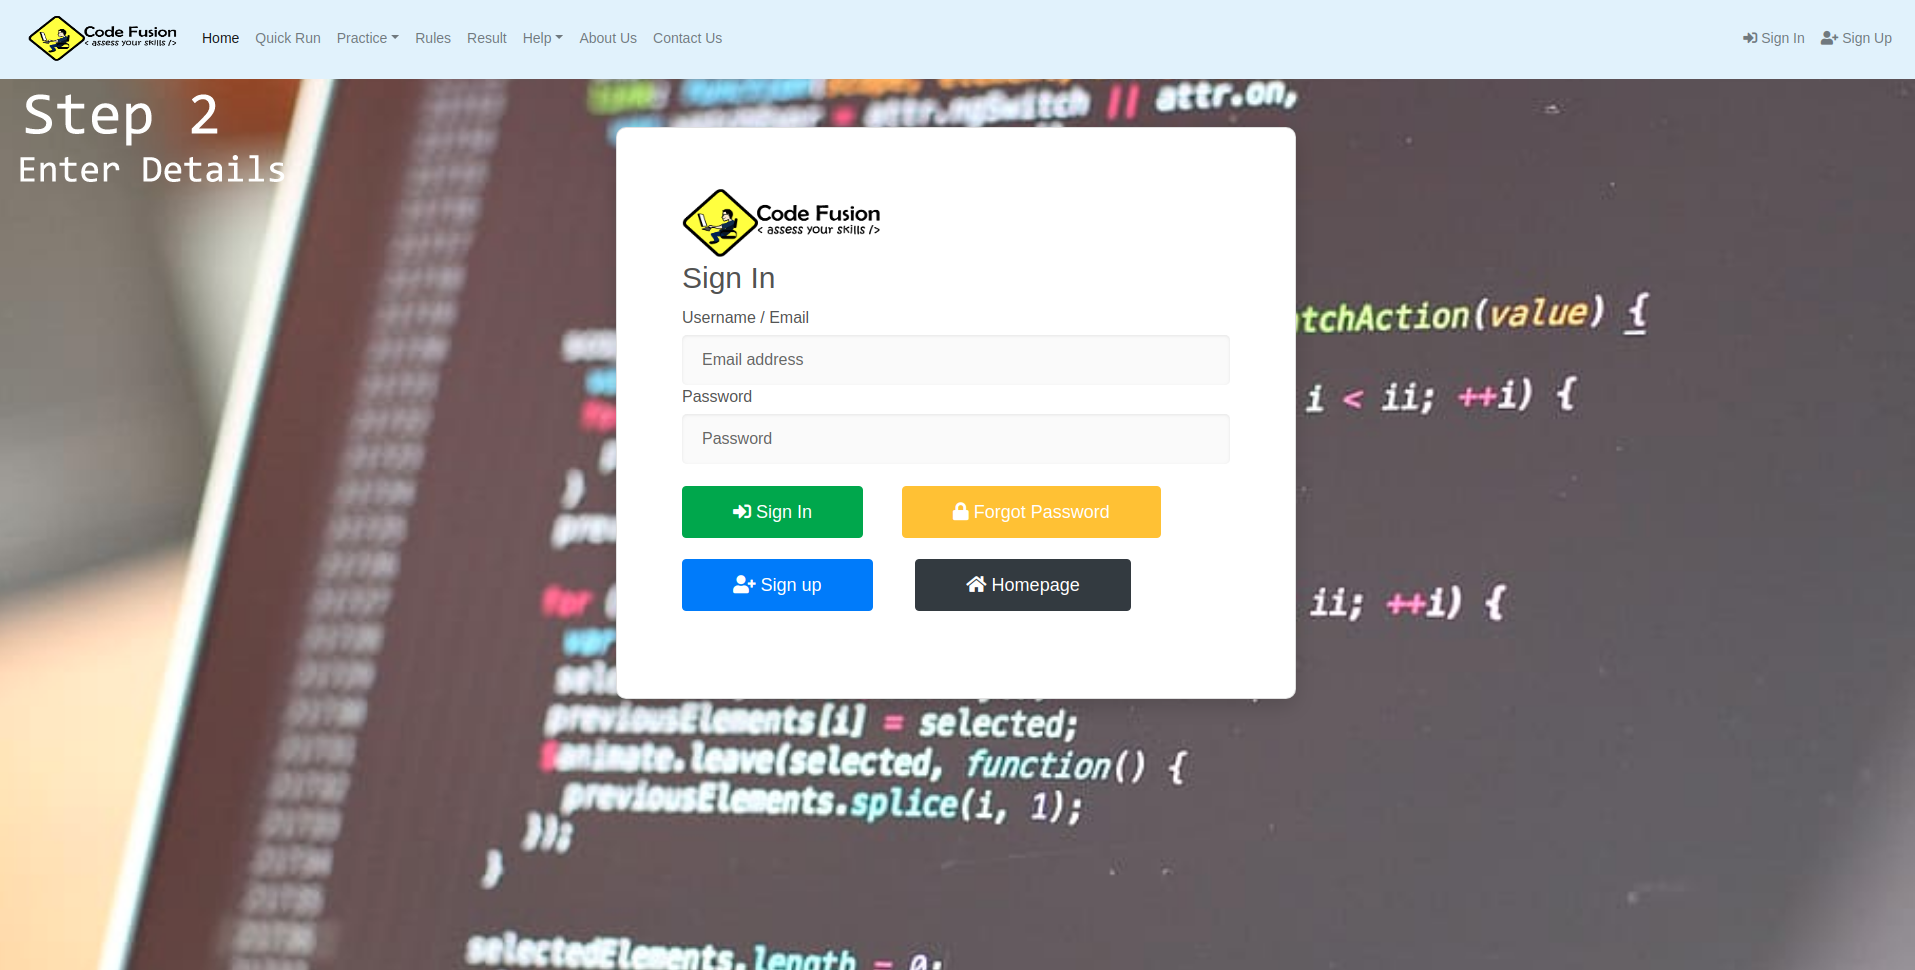 Code Fusion
< assess your skills />
Home Quick Run Practice Rules Result Help About Us Contact Us Sign In Sign Up
Step 2
Enter Details
attr.ngSwitch || attr.on,
Code Fusion
< assess your skills />
Sign In
Username / Email
Email address
Password
Password
Sign In Forgot Password
Sign up Homepage
tchAction(value) {
i < ii; ++i) {
for ii; ++i) {
var
previousElements[i] = selected;
animate.leave(selected, function() {
previousElements.splice(i, 1);
});
}
selectedElements.length = 0;